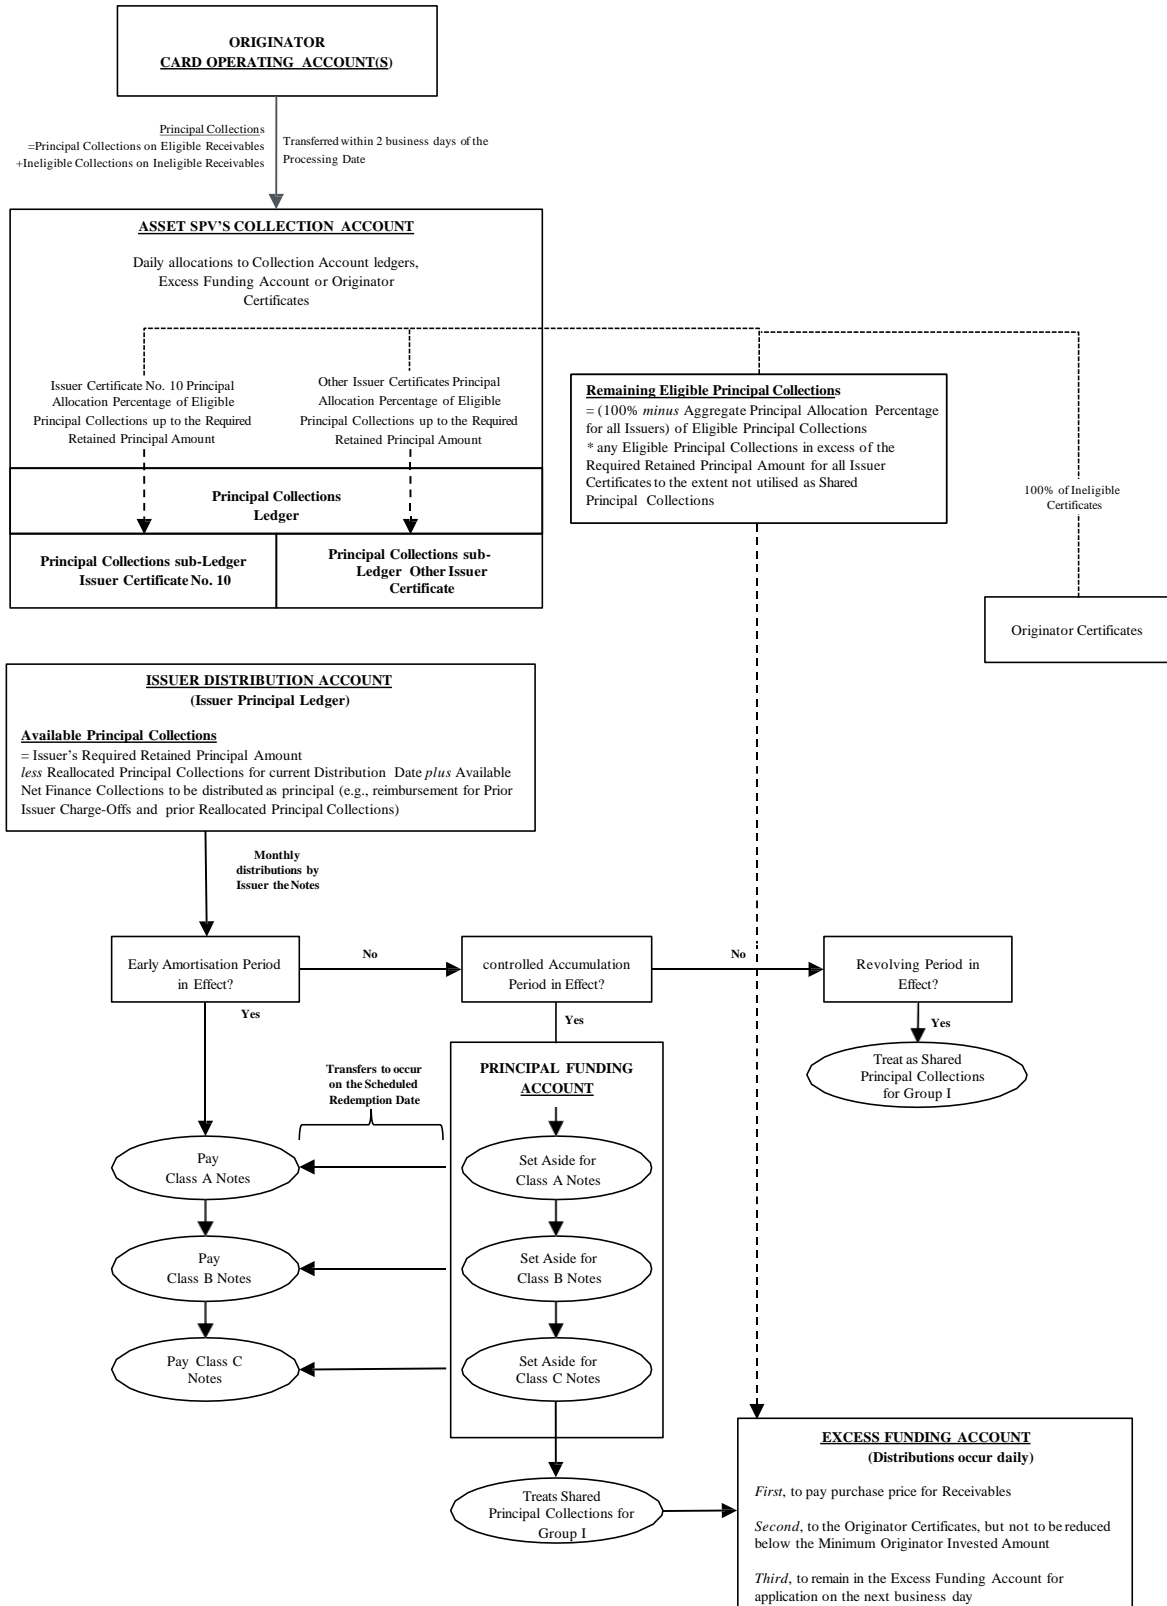 ORIGINATOR
CARD OPERATING ACCOUNT(S)
Principal Collections
=Principal Collections on Eligible Receivables
+Ineligible Collections on Ineligible Receivables
Transferred within 2 business days of the
Processing Date
ASSET SPV'S COLLECTION ACCOUNT
Daily allocations to Collection Account ledgers,
Excess Funding Account or Originator
Certificates
Issuer Certificate No. 10 Principal
Allocation Percentage of Eligible
Principal Collections up to the Required
Retained Principal Amount
Other Issuer Certificates Principal
Allocation Percentage of Eligible
Principal Collections up to the Required
Retained Principal Amount
Remaining Eligible Principal Collections
= (100% minus Aggregate Principal Allocation Percentage
for all Issuers) of Eligible Principal Collections
* any Eligible Principal Collections in excess of the
Required Retained Principal Amount for all Issuer
Certificates to the extent not utilised as Shared
Principal Collections
100% of Ineligible
Certificates
Principal Collections
Ledger
Principal Collections sub-Ledger
Issuer Certificate No. 10
Principal Collections sub-
Ledger Other Issuer
Certificate
Originator Certificates
ISSUER DISTRIBUTION ACCOUNT
(Issuer Principal Ledger)
Available Principal Collections
= Issuer's Required Retained Principal Amount
less Reallocated Principal Collections for current Distribution Date plus Available
Net Finance Collections to be distributed as principal (e.g., reimbursement for Prior
Issuer Charge-Offs and prior Reallocated Principal Collections)
Monthly
distributions by
Issuer the Notes
Early Amortisation Period
in Effect?
No
controlled Accumulation
Period in Effect?
No
Revolving Period in
Effect?
Yes
Yes
Yes
Treat as Shared
Principal Collections
for Group I
Transfers to occur
on the Scheduled
Redemption Date
PRINCIPAL FUNDING
ACCOUNT
Pay
Class A Notes
Set Aside for
Class A Notes
Pay
Class B Notes
Set Aside for
Class B Notes
Pay Class C
Notes
Set Aside for
Class C Notes
Treats Shared
Principal Collections for
Group I
EXCESS FUNDING ACCOUNT
(Distributions occur daily)
First, to pay purchase price for Receivables
Second, to the Originator Certificates, but not to be reduced
below the Minimum Originator Invested Amount
Third, to remain in the Excess Funding Account for
application on the next business day